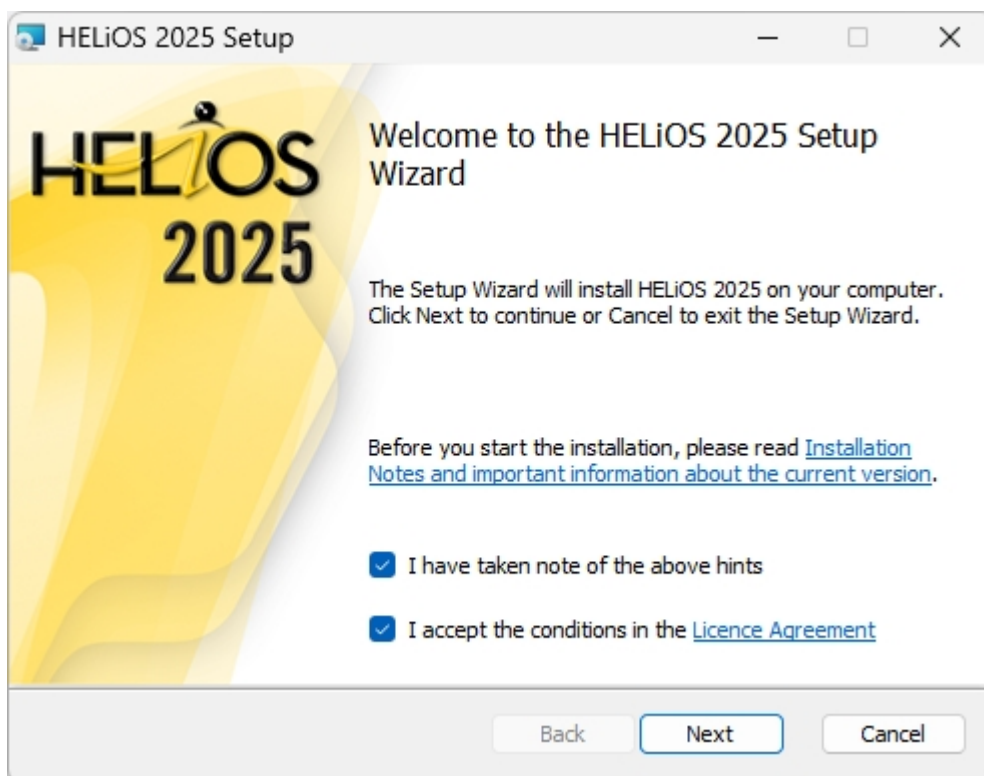 HELiOS 2025 Setup
HELiOS
2025
Welcome to the HELiOS 2025 Setup
Wizard
The Setup Wizard will install HELiOS 2025 on your computer.
Click Next to continue or Cancel to exit the Setup Wizard.
Before you start the installation, please read Installation
Notes and important information about the current version.
I have taken note of the above hints
I accept the conditions in the Licence Agreement
Back Next Cancel